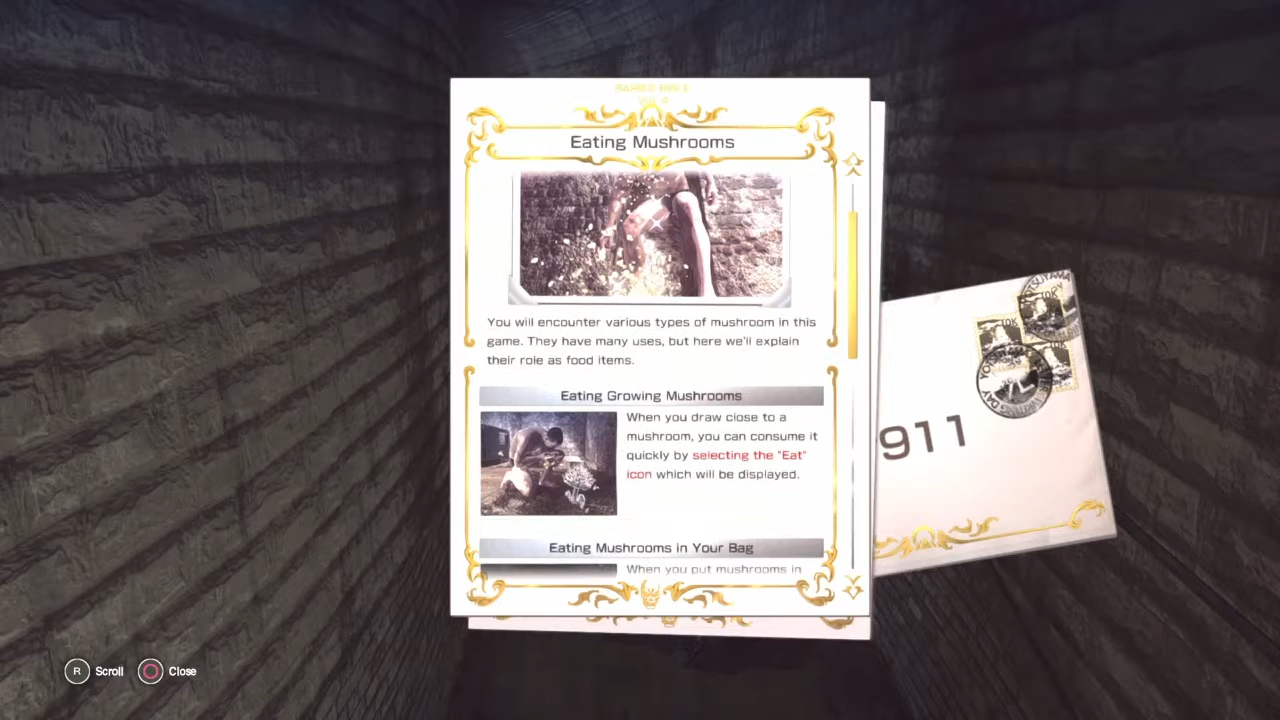 Eating Mushrooms
You will encounter various types of mushroom in this
game. They have many uses, but here we'll explain
their role as food items.
Eating Growing Mushrooms
When you draw close to a
mushroom, you can consume it
quickly by selecting the "Eat"
icon which will be displayed.
Eating Mushrooms in Your Bag
When you put mushrooms in
911
R Scroll Close